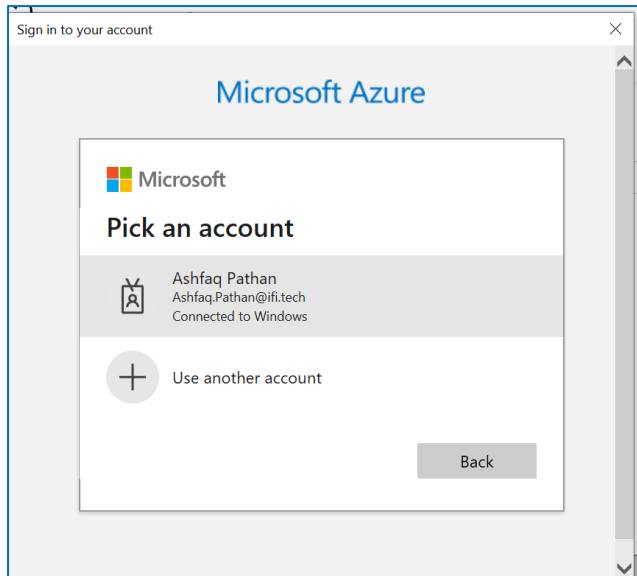 Sign in to your account
Microsoft Azure
Microsoft
Pick an account
Ashfaq Pathan
Ashfaq.Pathan@ifi.tech
Connected to Windows
Use another account
Back